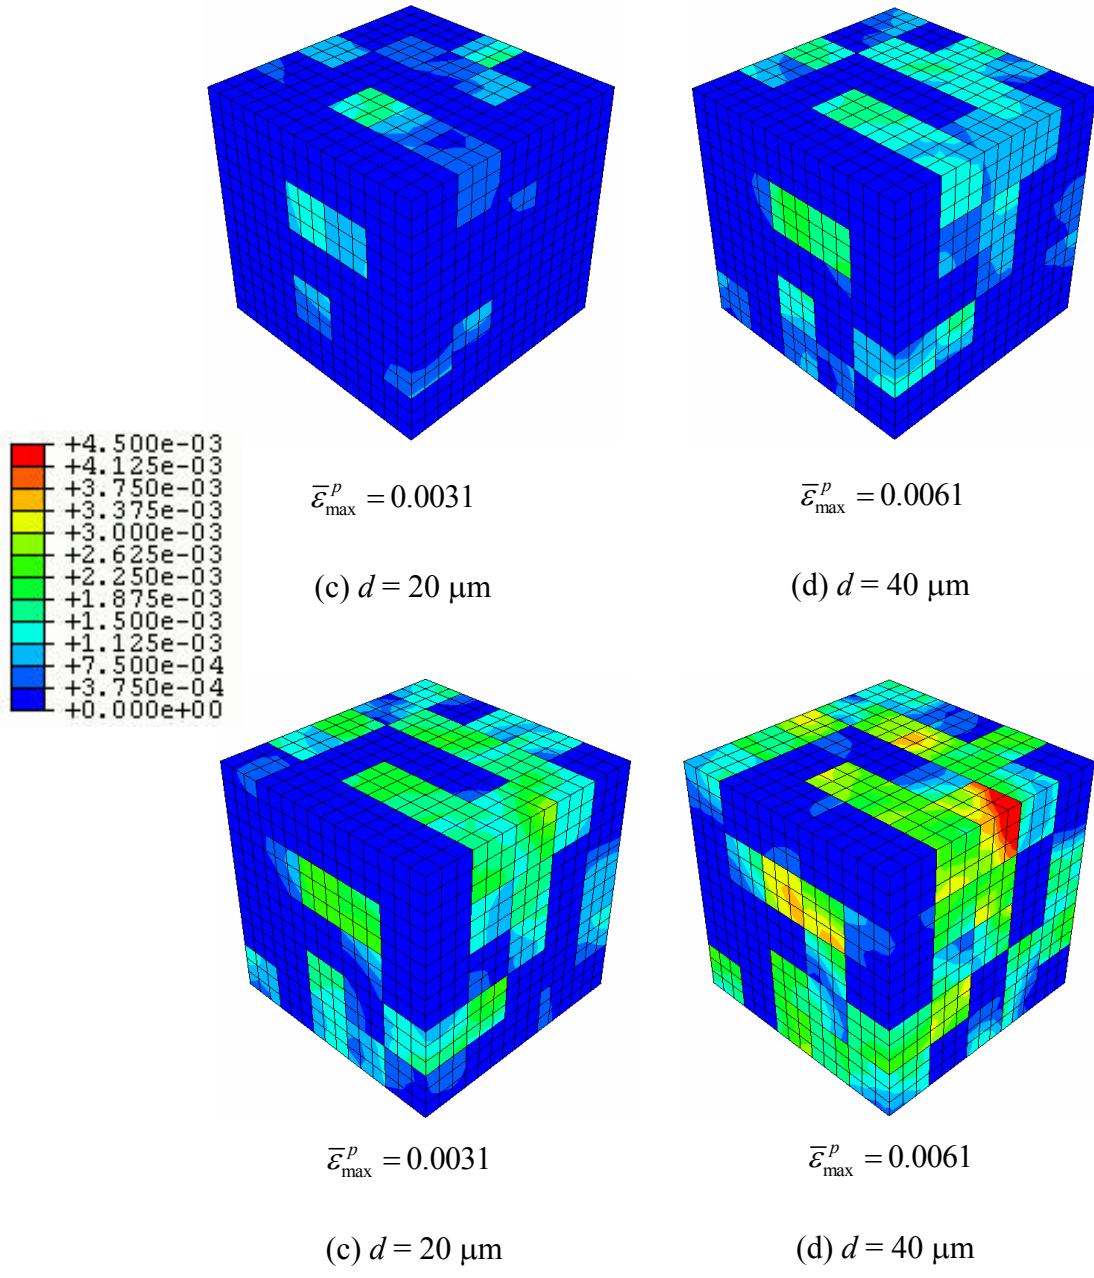 +4.500e-03
+4.125e-03
+3.750e-03
+3.375e-03
+3.000e-03
+2.625e-03
+2.250e-03
+1.875e-03
+1.500e-03
+1.125e-03
+7.500e-04
+3.750e-04
+0.000e+00
ε̅ᵖmax = 0.0031
ε̅ᵖmax = 0.0061
(c) d = 20 μm
(d) d = 40 μm
ε̅ᵖmax = 0.0031
ε̅ᵖmax = 0.0061
(c) d = 20 μm
(d) d = 40 μm